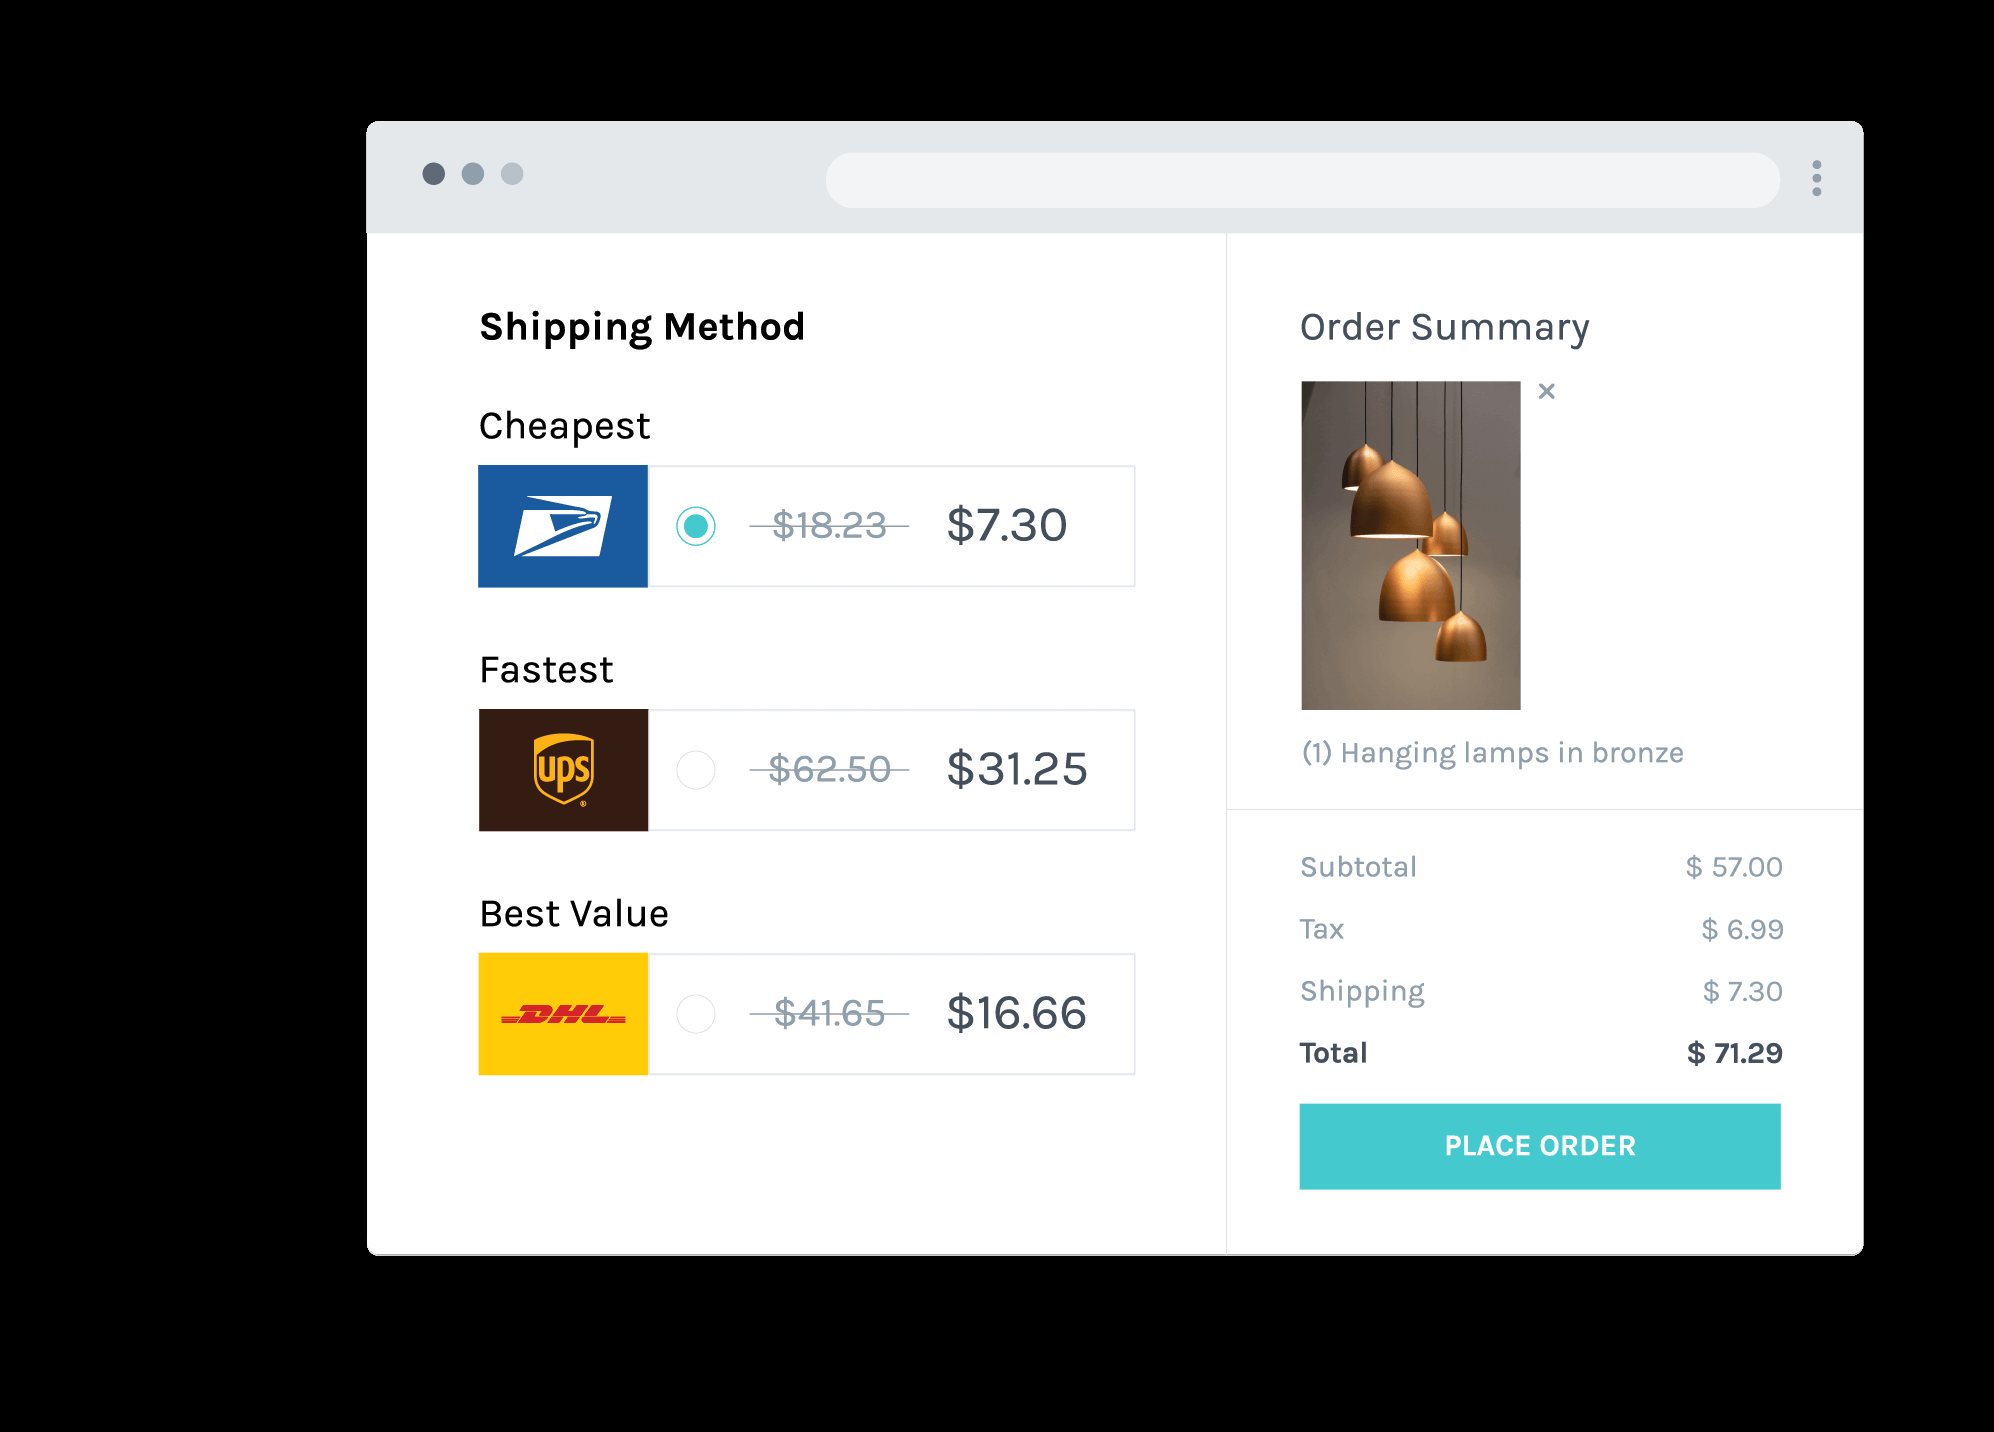 Shipping Method
Cheapest
$18.23 $7.30
Fastest
ups
®
$62.50 $31.25
Best Value
DHL
$41.65 $16.66
Order Summary
×
(1) Hanging lamps in bronze
Subtotal $ 57.00
Tax $ 6.99
Shipping $ 7.30
Total $ 71.29
PLACE ORDER